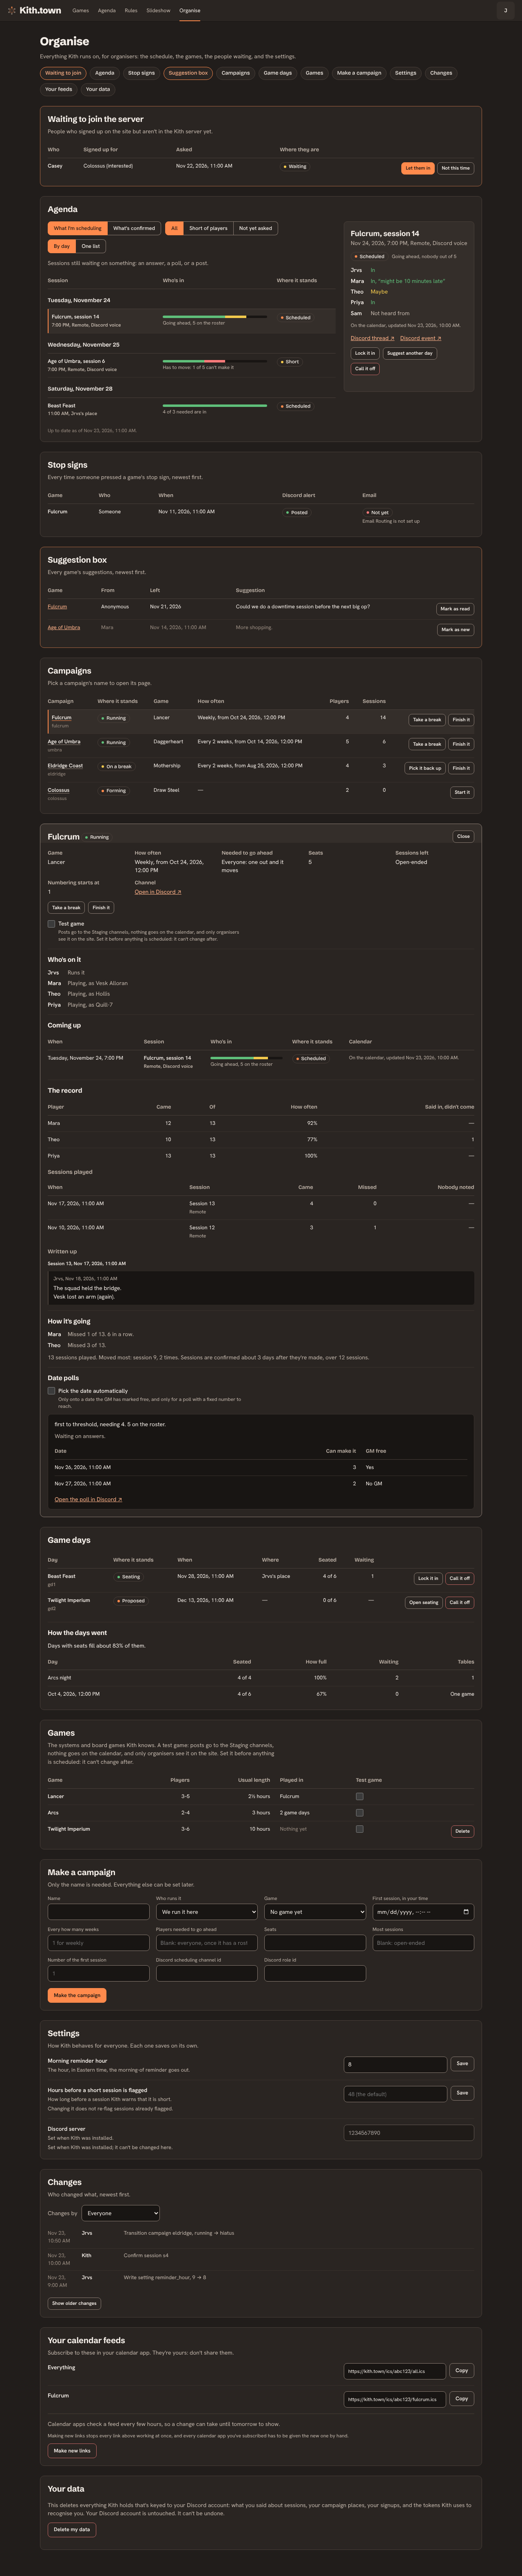 Kith.town Games Agenda Rules Slideshow Organise J
Organise
Everything Kith runs on, for organisers: the schedule, the games, the people waiting, and the settings.
Waiting to join Agenda Stop signs Suggestion box Campaigns Game days Games Make a campaign Settings Changes
Your feeds Your data
Waiting to join the server
People who signed up on the site but aren't in the Kith server yet.
Who Signed up for Asked Where they are
Casey Colossus (Interested) Nov 22, 2026, 11:00 AM Waiting Let them in Not this time
Agenda
What I'm scheduling What's confirmed All Short of players Not yet asked
By day One list
Sessions still waiting on something: an answer, a poll, or a post.
Session Who's in Where it stands
Tuesday, November 24
Fulcrum, session 14 Scheduled
7:00 PM, Remote, Discord voice Going ahead, 5 on the roster
Wednesday, November 25
Age of Umbra, session 6 Short
7:00 PM, Remote, Discord voice Has to move: 1 of 5 can't make it
Saturday, November 28
Beast Feast Scheduled
11:00 AM, Jrvs's place 4 of 3 needed are in
Up to date as of Nov 23, 2026, 11:00 AM
Fulcrum, session 14
Nov 24, 2026, 7:00 PM, Remote, Discord voice
Scheduled Going ahead, nobody out of 5
Jrvs In
Mara In, "might be 10 minutes late"
Theo Maybe
Priya In
Sam Not heard from
On the calendar, updated Nov 23, 2026, 10:00 AM.
Discord thread ↗ Discord event ↗
Lock it in Suggest another day
Call it off
Stop signs
Every time someone pressed a game's stop sign, newest first.
Game Who When Discord alert Email
Fulcrum Someone Nov 11, 2026, 11:00 AM Posted Not yet
Email Routing is not set up
Suggestion box
Every game's suggestions, newest first.
Game From Left Suggestion
Fulcrum Anonymous Nov 21, 2026 Could we do a downtime session before the next big op? Mark as read
Age of Umbra Mara Nov 14, 2026, 11:00 AM More shopping. Mark as new
Campaigns
Pick a campaign's name to open its page.
Campaign Where it stands Game How often Players Sessions
Fulcrum Running Lancer Weekly, from Oct 24, 2026, 12:00 PM 4 14 Take a break Finish it
fulcrum
Age of Umbra Running Daggerheart Every 2 weeks, from Oct 14, 2026, 12:00 PM 5 6 Take a break Finish it
umbra
Eldridge Coast On a break Mothership Every 2 weeks, from Aug 25, 2026, 12:00 PM 4 3 Pick it back up Finish it
eldridge
Colossus Forming Draw Steel — 2 0 Start it
colossus
Fulcrum Running Close
Game How often Needed to go ahead Seats Sessions left
Lancer Weekly, from Oct 24, 2026, 12:00 PM Everyone: one out and it moves 5 Open-ended
Numbering starts at Channel
1 Open in Discord ↗
Take a break Finish it
Test game
Posts go to the Staging channels, nothing goes on the calendar, and only organisers
see it on the site. Set it before anything is scheduled: it can't change after.
Who's on it
Jrvs Runs it
Mara Playing, as Vesk Alloran
Theo Playing, as Hollis
Priya Playing, as Quill-7
Coming up
When Session Who's in Where it stands Calendar
Tuesday, November 24, 7:00 PM Fulcrum, session 14 Scheduled On the calendar, updated Nov 23, 2026, 10:00 AM.
Remote, Discord voice Going ahead, 5 on the roster
The record
Player Came Of How often Said in, didn't come
Mara 12 13 92% —
Theo 10 13 77% 1
Priya 13 13 100% —
Sessions played
When Session Came Missed Nobody noted
Nov 17, 2026, 11:00 AM Session 13 4 0 —
Remote
Nov 10, 2026, 11:00 AM Session 12 3 1 —
Remote
Written up
Session 13, Nov 17, 2026, 11:00 AM
Jrvs, Nov 18, 2026, 11:00 AM
The squad held the bridge.
Vesk lost an arm (again).
How it's going
Mara Missed 1 of 13. 6 in a row.
Theo Missed 3 of 13.
13 sessions played. Moved most: session 9, 2 times. Sessions are confirmed about 3 days after they're made, over 12 sessions.
Date polls
Pick the date automatically
Only onto a date the GM has marked free, and only for a poll with a fixed number to
reach.
first to threshold, needing 4. 5 on the roster.
Waiting on answers.
Date Can make it GM free
Nov 26, 2026, 11:00 AM 3 Yes
Nov 27, 2026, 11:00 AM 2 No GM
Open the poll in Discord ↗
Game days
Day Where it stands When Where Seated Waiting
Beast Feast Seating Nov 28, 2026, 11:00 AM Jrvs's place 4 of 6 1 Lock it in Call it off
gd1
Twilight Imperium Proposed Dec 13, 2026, 11:00 AM — 0 of 6 — Open seating Call it off
gd2
How the days went
Days with seats fill about 83% of them.
Day Seated How full Waiting Tables
Arcs night 4 of 4 100% 2 1
Oct 4, 2026, 12:00 PM 4 of 6 67% 0 One game
Games
The systems and board games Kith knows. A test game: posts go to the Staging channels,
nothing goes on the calendar, and only organisers see it on the site. Set it before anything
is scheduled: it can't change after.
Game Players Usual length Played in Test game
Lancer 3–5 2½ hours Fulcrum
Arcs 2–4 3 hours 2 game days
Twilight Imperium 3–6 10 hours Nothing yet Delete
Make a campaign
Only the name is needed. Everything else can be set later.
Name Who runs it Game First session, in your time
We run it here No game yet mm/dd/yyyy, --:-- --
Every how many weeks Players needed to go ahead Seats Most sessions
1 for weekly Blank: everyone, once it has a rost Blank: open-ended
Number of the first session Discord scheduling channel id Discord role id
1
Make the campaign
Settings
How Kith behaves for everyone. Each one saves on its own.
Morning reminder hour 8 Save
The hour, in Eastern time, the morning-of reminder goes out.
Hours before a short session is flagged 48 (the default) Save
How long before a session Kith warns that it is short.
Changing it does not re-flag sessions already flagged.
Discord server 1234567890
Set when Kith was installed.
Set when Kith was installed; it can't be changed here.
Changes
Who changed what, newest first.
Changes by Everyone
Nov 23, 10:50 AM Jrvs Transition campaign eldridge, running → hiatus
Nov 23, 10:00 AM Kith Confirm session s4
Nov 23, 9:00 AM Jrvs Write setting reminder_hour, 9 → 8
Show older changes
Your calendar feeds
Subscribe to these in your calendar app. They're yours: don't share them.
Everything https://kith.town/ics/abc123/all.ics Copy
Fulcrum https://kith.town/ics/abc123/fulcrum.ics Copy
Calendar apps check a feed every few hours, so a change can take until tomorrow to show.
Making new links stops every link above working at once, and every calendar app you've subscribed has to be given the new one by hand.
Make new links
Your data
This deletes everything Kith holds that's keyed to your Discord account: what you said about sessions, your campaign places, your signups, and the tokens Kith uses to
recognise you. Your Discord account is untouched. It can't be undone.
Delete my data